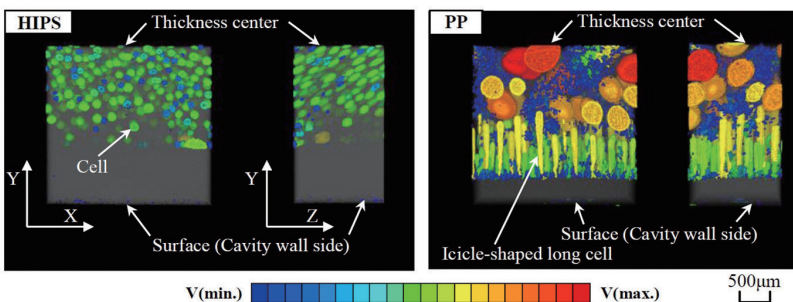 HIPS
Thickness center
Cell
Y
X
Y
Z
Surface (Cavity wall side)
PP
Thickness center
Surface (Cavity wall side)
Icicle-shaped long cell
V(min.)
V(max.)
500μm